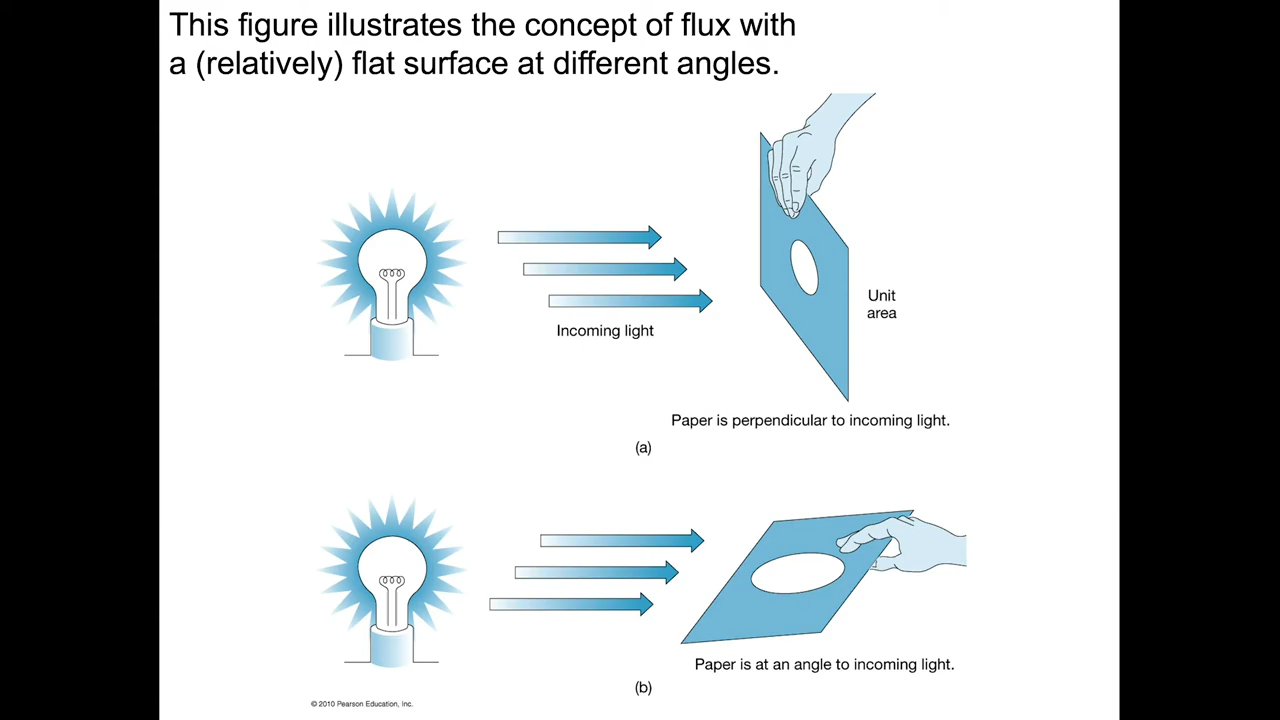 This figure illustrates the concept of flux with
a (relatively) flat surface at different angles.
Incoming light
Unit
area
Paper is perpendicular to incoming light.
(a)
Paper is at an angle to incoming light.
(b)
© 2010 Pearson Education, Inc.